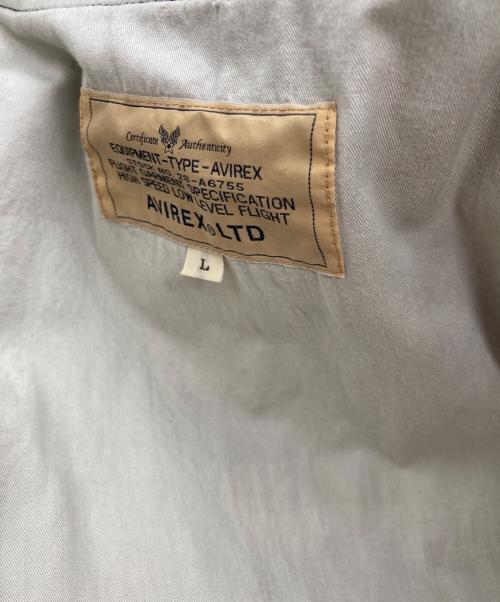 Certificate Authenticity
EQUIPMENT-TYPE-AVIREX
STOCK NO. 28-A6755
FLIGHT GARMENT SPECIFICATION
HIGH SPEED LOW LEVEL FLIGHT
AVIREX® LTD
L